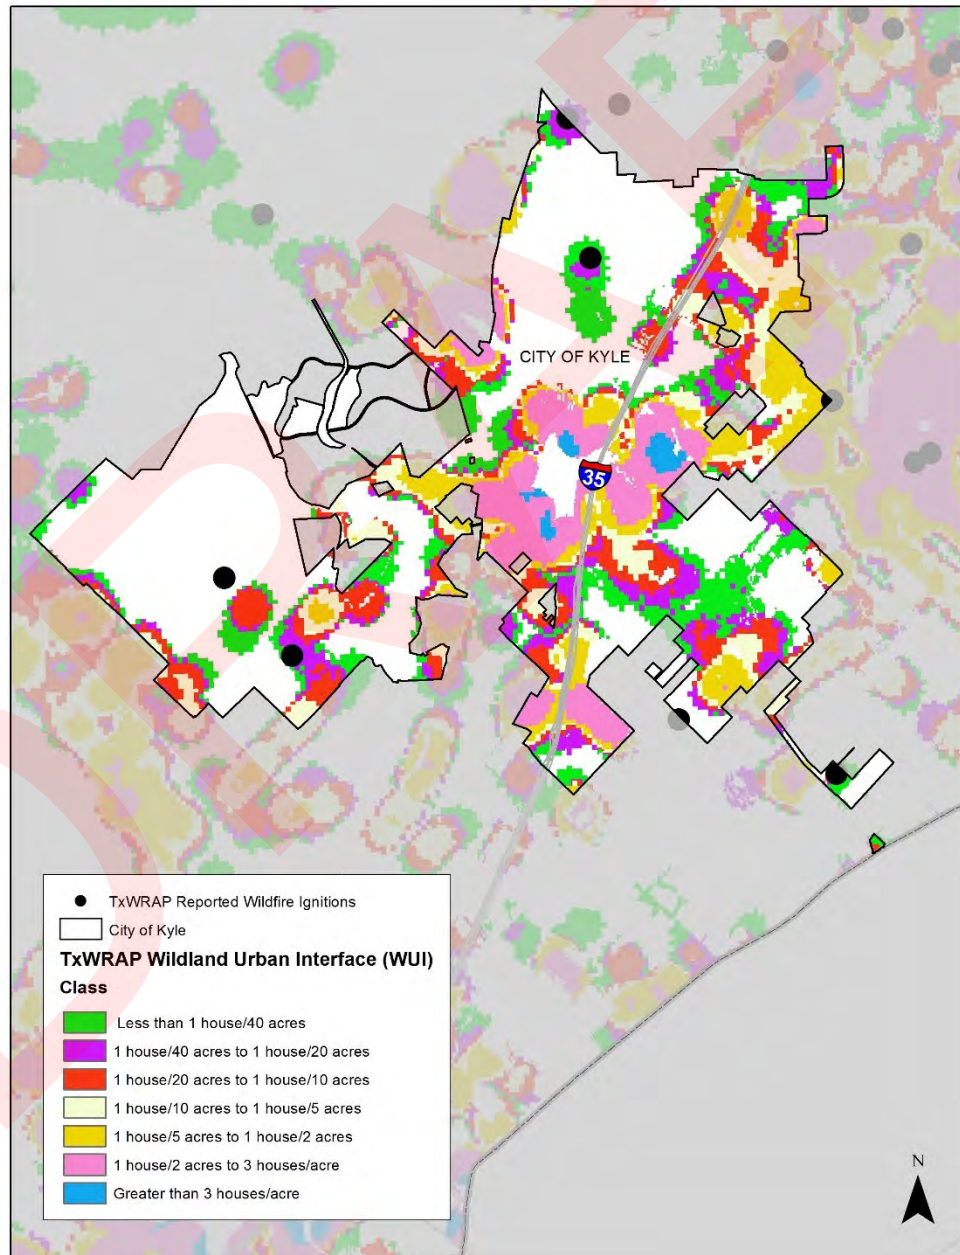 CITY OF KYLE
35
TxWRAP Reported Wildfire Ignitions
City of Kyle
TxWRAP Wildland Urban Interface (WUI)
Class
Less than 1 house/40 acres
1 house/40 acres to 1 house/20 acres
1 house/20 acres to 1 house/10 acres
1 house/10 acres to 1 house/5 acres
1 house/5 acres to 1 house/2 acres
1 house/2 acres to 3 houses/acre
Greater than 3 houses/acre
N